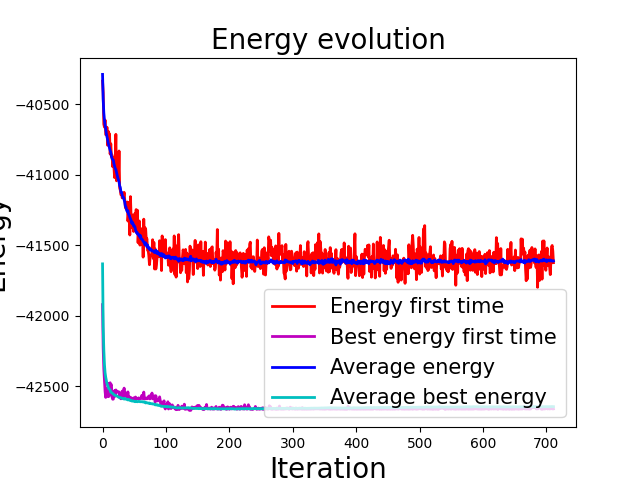 Energy evolution
Energy
−40500
−41000
−41500
−42000
−42500
Energy first time
Best energy first time
Average energy
Average best energy
0 100 200 300 400 500 600 700
Iteration